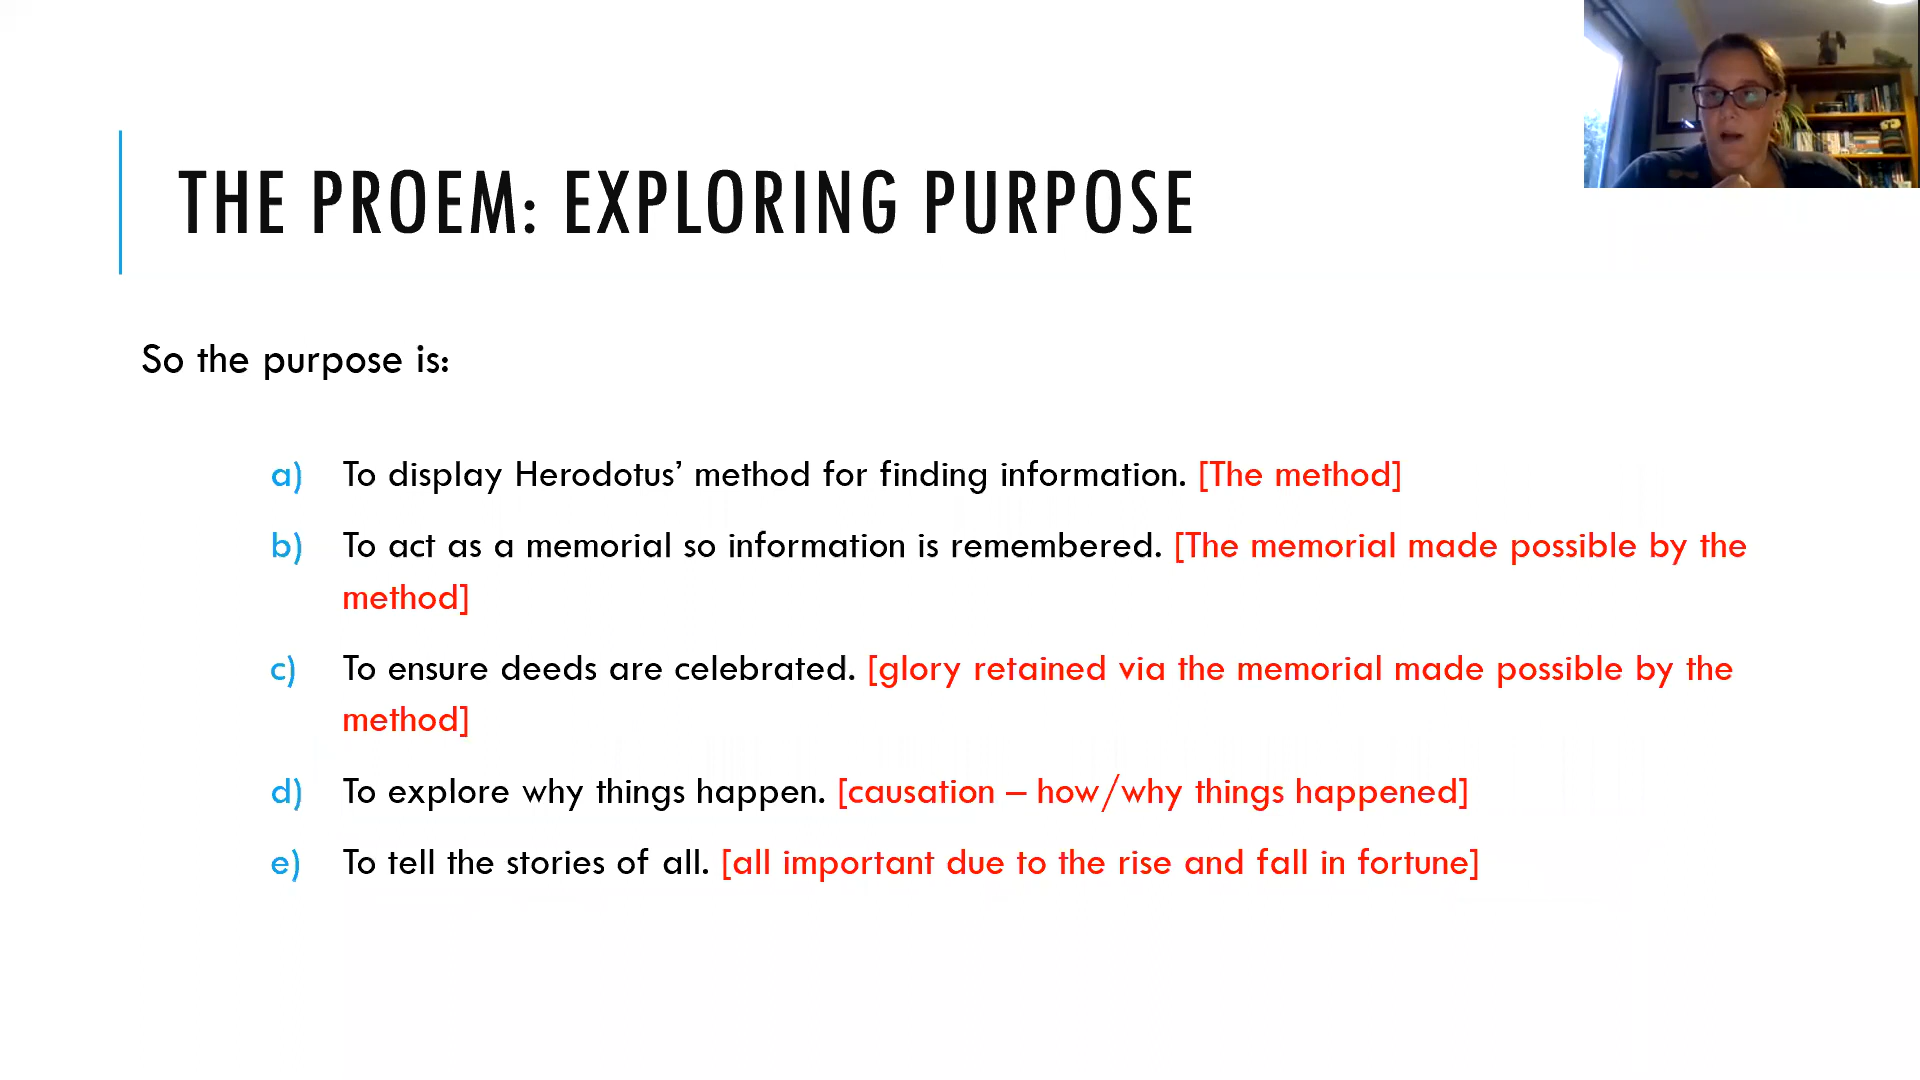 THE PROEM: EXPLORING PURPOSE
So the purpose is:
a) To display Herodotus’ method for finding information. [The method]
b) To act as a memorial so information is remembered. [The memorial made possible by the
method]
c) To ensure deeds are celebrated. [glory retained via the memorial made possible by the
method]
d) To explore why things happen. [causation – how/why things happened]
e) To tell the stories of all. [all important due to the rise and fall in fortune]